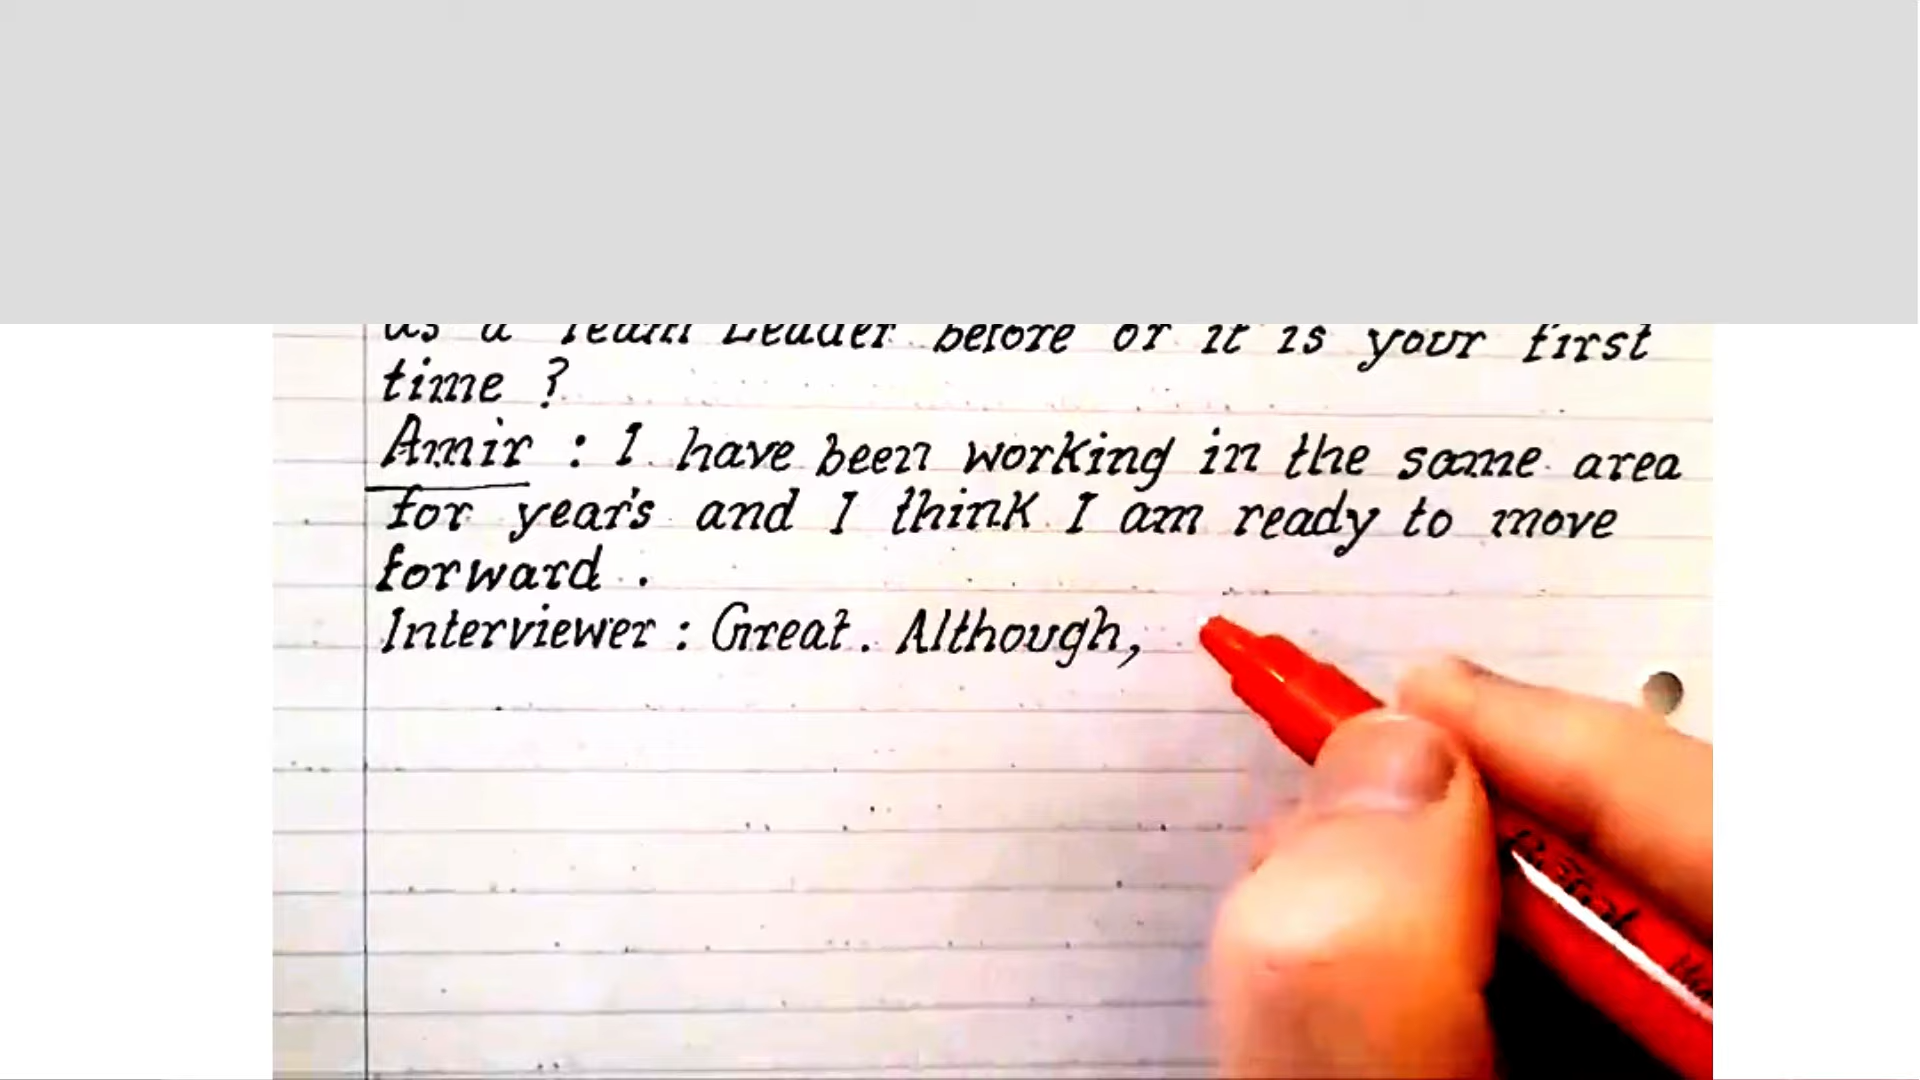 as a Team Leader before or it is your first
time ?
Amir : I have been working in the same area
for years and I think I am ready to move
forward .
Interviewer : Great. Although,